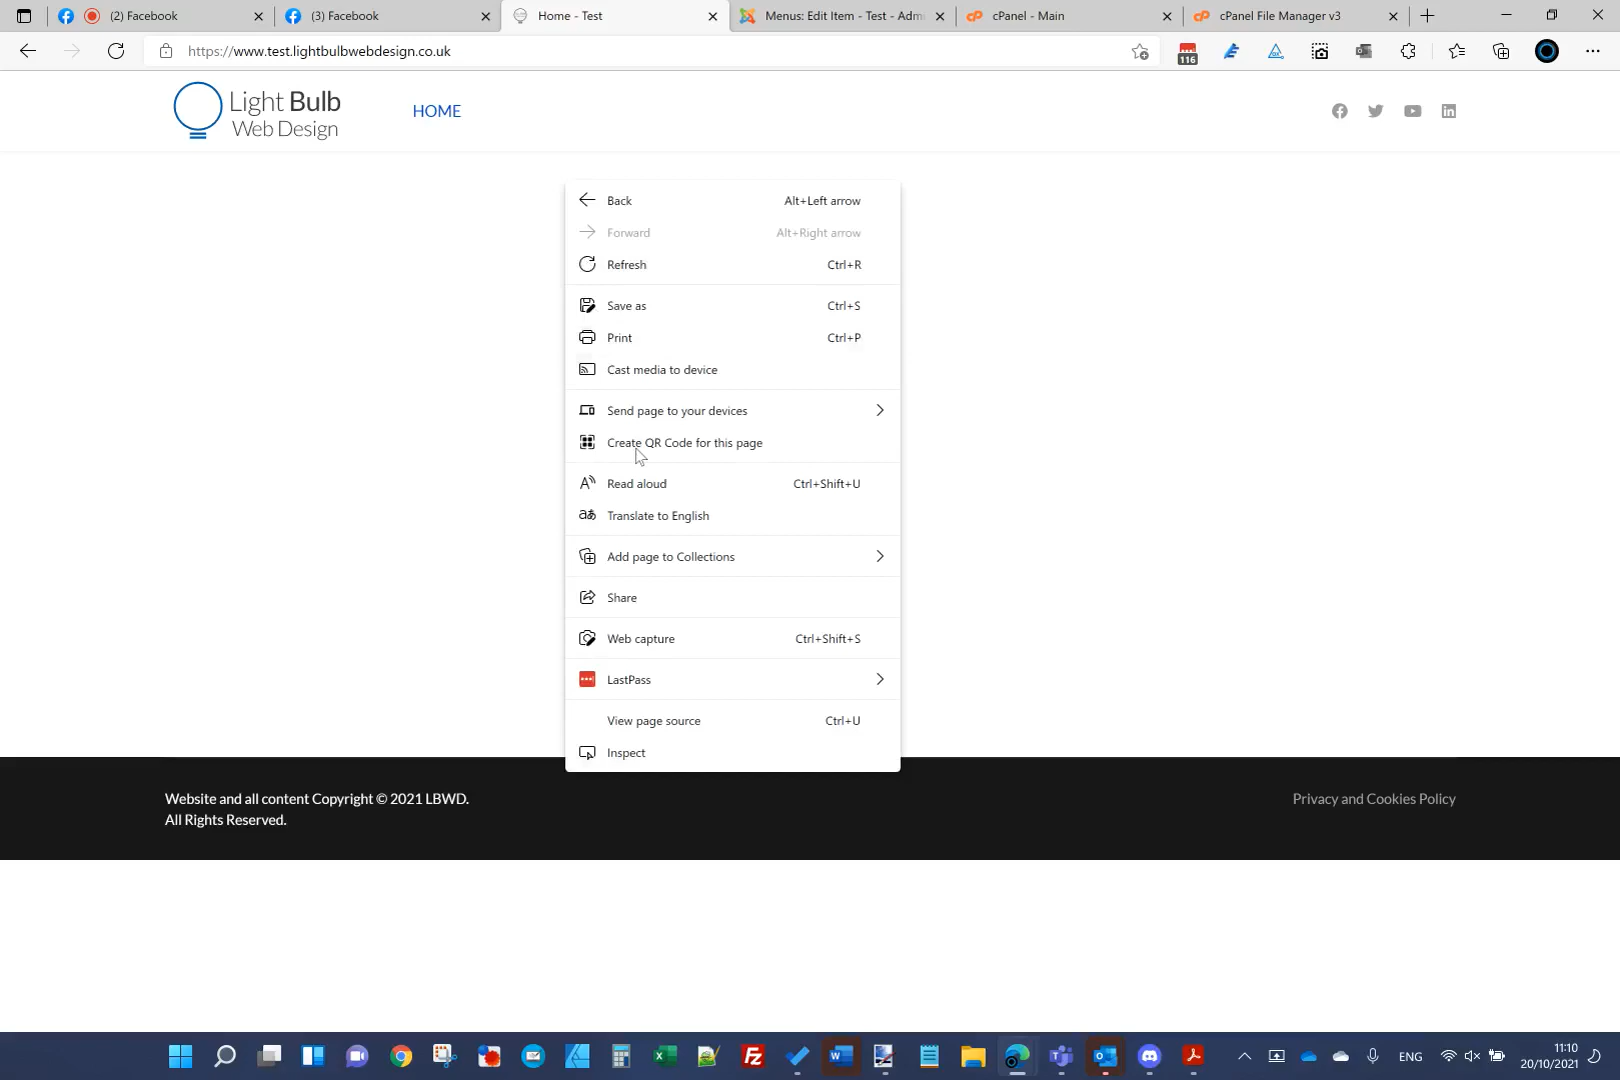 (2) Facebook
(3) Facebook
Home - Test
Menus: Edit Item - Test - Adm
cPanel - Main
cPanel File Manager v3
https://www.test.lightbulbwebdesign.co.uk
116
Light Bulb
Web Design
HOME
Back Alt+Left arrow
Forward Alt+Right arrow
Refresh Ctrl+R
Save as Ctrl+S
Print Ctrl+P
Cast media to device
Send page to your devices
Create QR Code for this page
Read aloud Ctrl+Shift+U
Translate to English
Add page to Collections
Share
Web capture Ctrl+Shift+S
LastPass
View page source Ctrl+U
Inspect
Website and all content Copyright © 2021 LBWD.
All Rights Reserved.
Privacy and Cookies Policy
ENG
11:10
20/10/2021